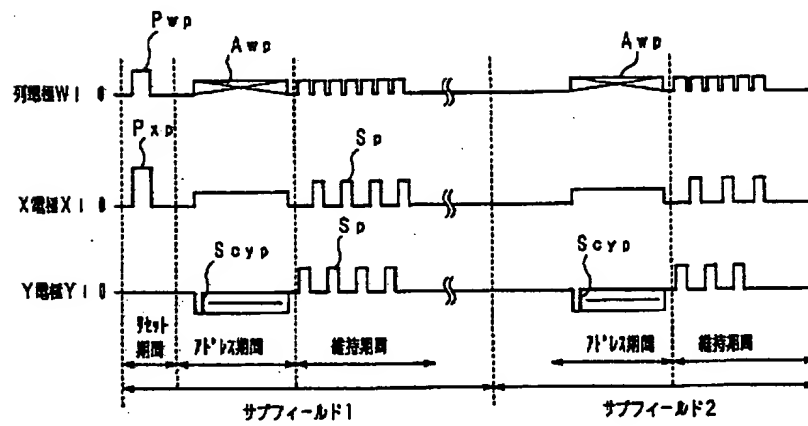 Pwp
Awp
Awp
列電極Wi 0
Pxp
Sp
X電極Xi 0
Sp
Scyp
Scyp
Y電極Yi 0
リセット期間
アドレス期間
維持期間
アドレス期間
維持期間
サブフィールド1
サブフィールド2